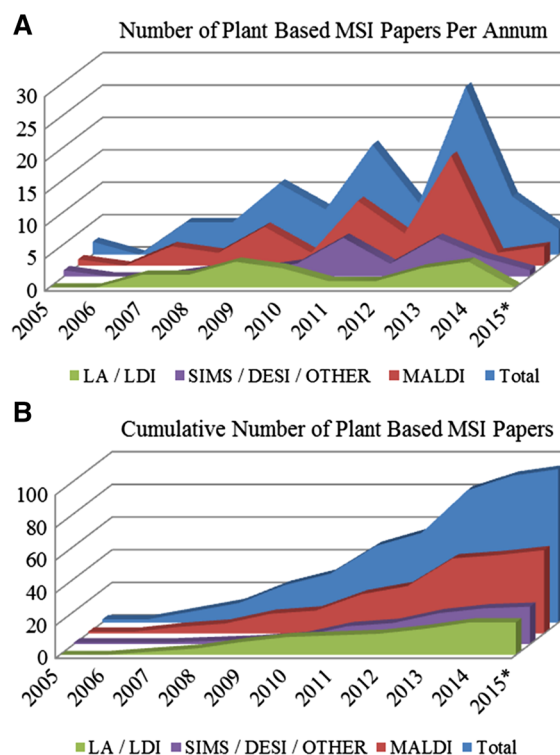 A
Number of Plant Based MSI Papers Per Annum
30
25
20
15
10
5
0
2005 2006 2007 2008 2009 2010 2011 2012 2013 2014 2015*
LA / LDI SIMS / DESI / OTHER MALDI Total
B
Cumulative Number of Plant Based MSI Papers
100
80
60
40
20
0
2005 2006 2007 2008 2009 2010 2011 2012 2013 2014 2015*
LA / LDI SIMS / DESI / OTHER MALDI Total